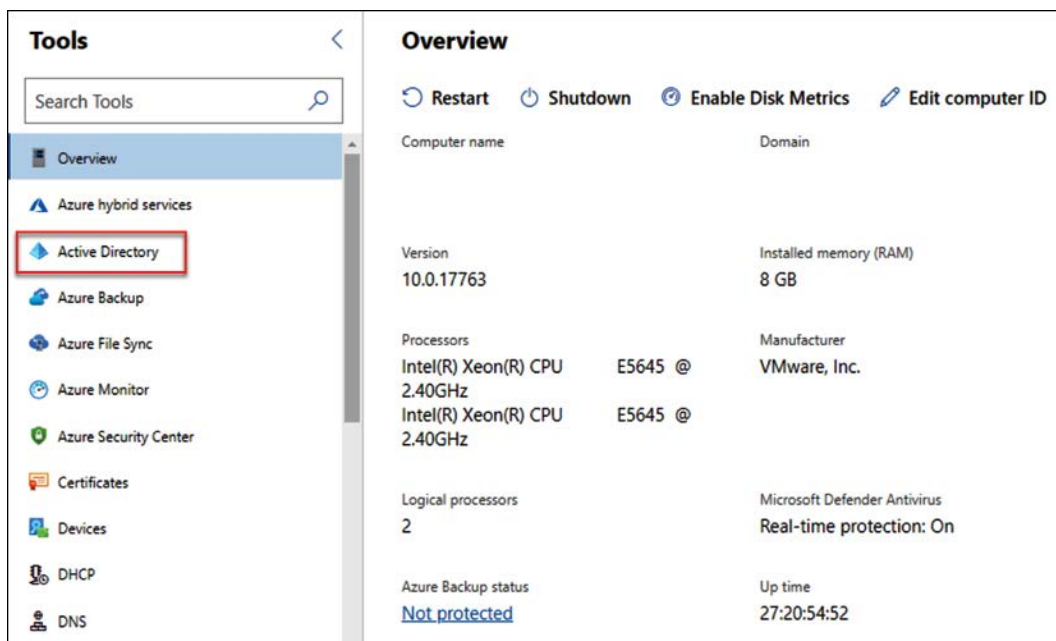 Tools
Search Tools
Overview
Azure hybrid services
Active Directory
Azure Backup
Azure File Sync
Azure Monitor
Azure Security Center
Certificates
Devices
DHCP
DNS
Overview
Restart Shutdown Enable Disk Metrics Edit computer ID
Computer name Domain
Version Installed memory (RAM)
10.0.17763 8 GB
Processors Manufacturer
Intel(R) Xeon(R) CPU E5645 @ VMware, Inc.
2.40GHz
Intel(R) Xeon(R) CPU E5645 @
2.40GHz
Logical processors Microsoft Defender Antivirus
2 Real-time protection: On
Azure Backup status Up time
Not protected 27:20:54:52